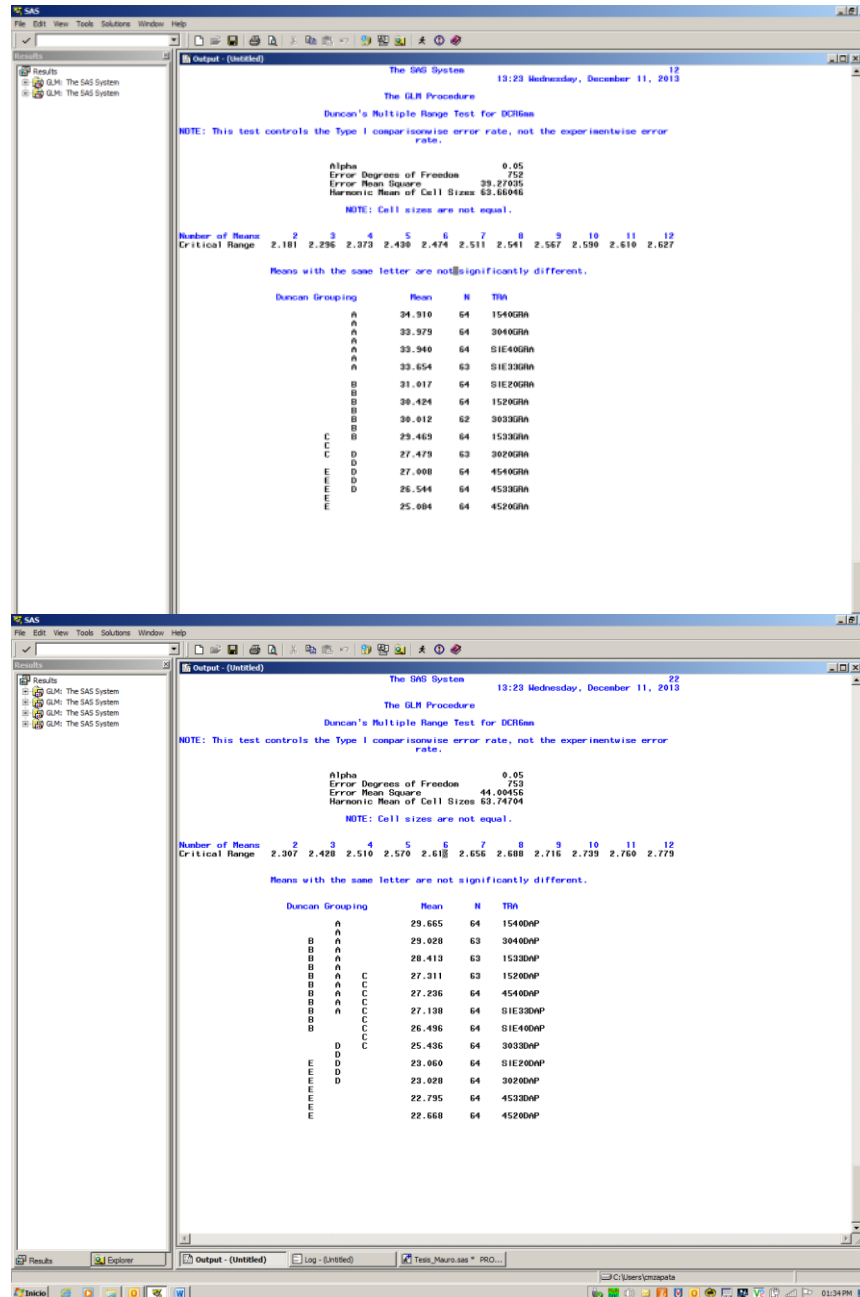 SAS
File Edit View Tools Solutions Window Help
Results
Output - (Untitled)
Results
GLM: The SAS System
GLM: The SAS System
The SAS System 12
13:23 Wednesday, December 11, 2013
The GLM Procedure
Duncan's Multiple Range Test for DCR6mm
NOTE: This test controls the Type I comparisonwise error rate, not the experimentwise error
rate.
Alpha 0.05
Error Degrees of Freedom 752
Error Mean Square 39.27035
Harmonic Mean of Cell Sizes 63.66046
NOTE: Cell sizes are not equal.
Number of Means 2 3 4 5 6 7 8 9 10 11 12
Critical Range 2.181 2.296 2.373 2.430 2.474 2.511 2.541 2.567 2.590 2.610 2.627
Means with the same letter are not significantly different.
Duncan Grouping Mean N TRA
A 34.910 64 1540GRA
A
A 33.979 64 3040GRA
A
A 33.940 64 SIE40GRA
A
A 33.654 63 SIE33GRA
B 31.017 64 SIE20GRA
B
B 30.424 64 1520GRA
B
B 30.012 62 3033GRA
B
C B 29.469 64 1533GRA
C
C D 27.479 63 3020GRA
D
E D 27.008 64 4540GRA
E D
E D 26.544 64 4533GRA
E
E 25.084 64 4520GRA
SAS
File Edit View Tools Solutions Window Help
Results
Output - (Untitled)
Results
GLM: The SAS System
GLM: The SAS System
GLM: The SAS System
GLM: The SAS System
The SAS System 22
13:23 Wednesday, December 11, 2013
The GLM Procedure
Duncan's Multiple Range Test for DCR6mm
NOTE: This test controls the Type I comparisonwise error rate, not the experimentwise error
rate.
Alpha 0.05
Error Degrees of Freedom 753
Error Mean Square 44.00456
Harmonic Mean of Cell Sizes 63.74704
NOTE: Cell sizes are not equal.
Number of Means 2 3 4 5 6 7 8 9 10 11 12
Critical Range 2.307 2.428 2.510 2.570 2.656 2.688 2.716 2.739 2.760 2.779
Means with the same letter are not significantly different.
Duncan Grouping Mean N TRA
A 29.665 64 1540DAP
A
B A 29.028 63 3040DAP
B A
B A 28.413 63 1533DAP
B A
B A C 27.311 63 1520DAP
B A C
B A C 27.236 64 4540DAP
B A C
B A C 27.138 64 SIE33DAP
B C
B C 26.496 64 SIE40DAP
C
D C 25.436 64 3033DAP
D
E D 23.060 64 SIE20DAP
E D
E D 23.028 64 3020DAP
E
E 22.795 64 4533DAP
E
E 22.668 64 4520DAP
Results Explorer Output - (Untitled) Log - (Untitled) Tesis_Mauro.sas * PRO...
C:\Users\cmzapata
Inicio 01:34 PM